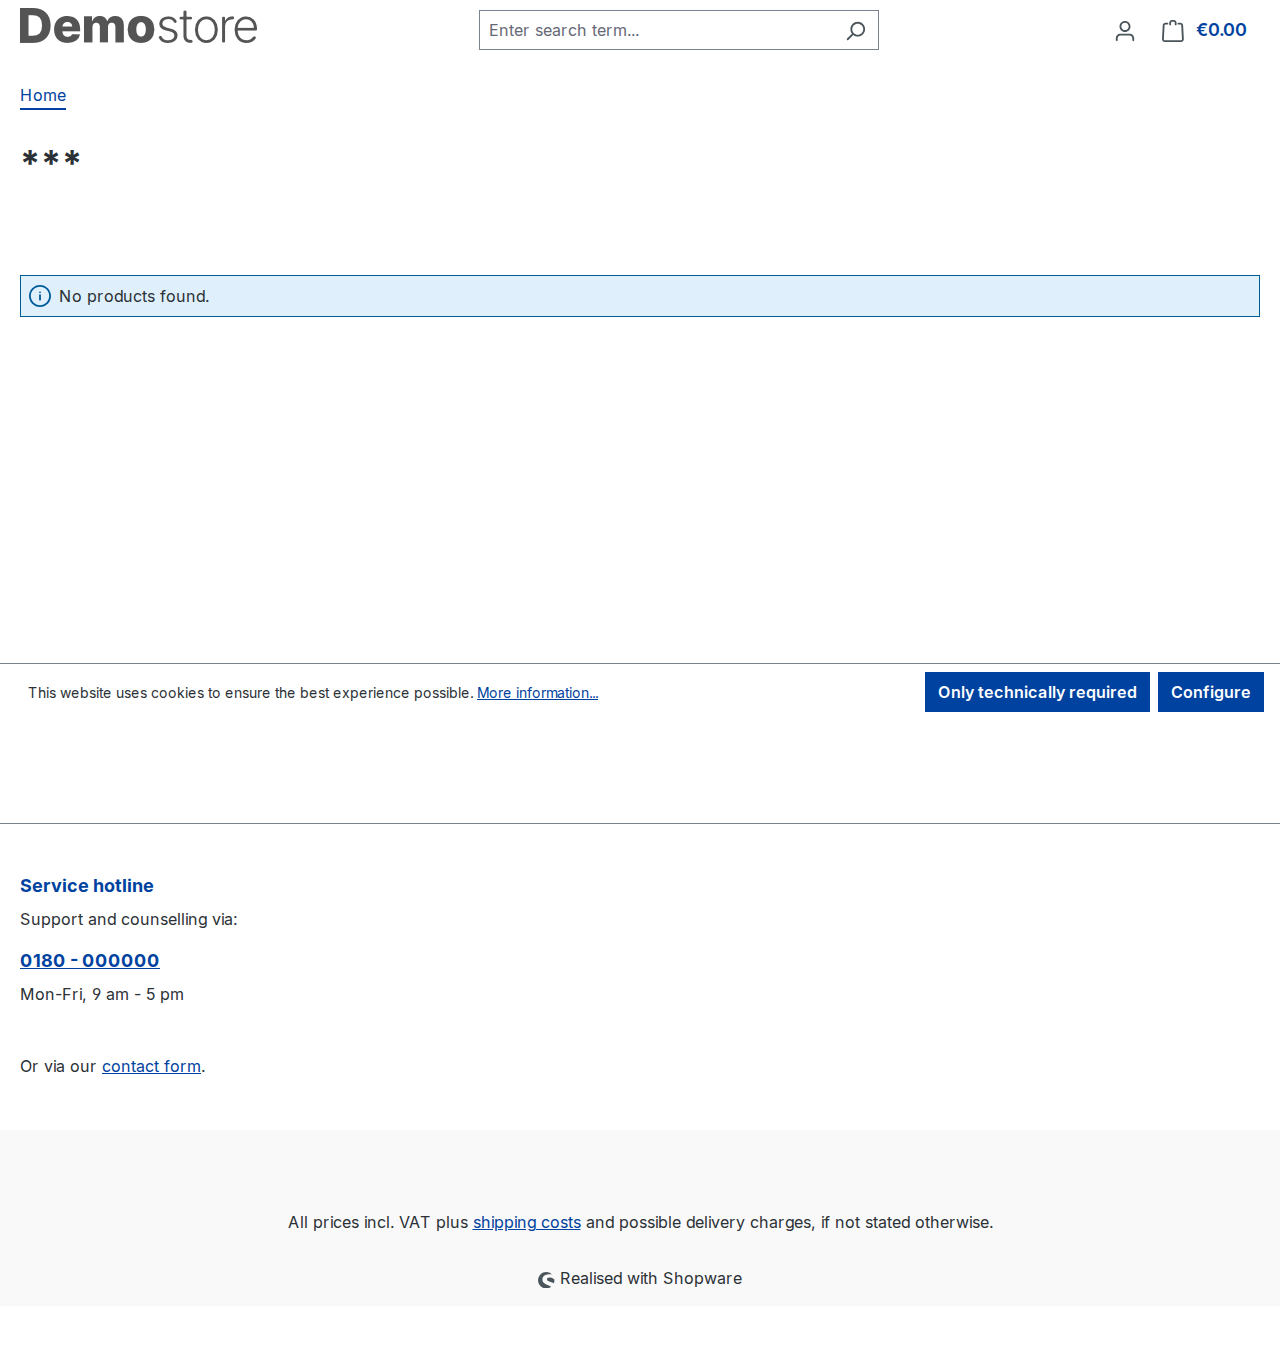 Demostore
Enter search term...
€0.00
Home
***
No products found.
This website uses cookies to ensure the best experience possible. More information...
Only technically required
Configure
Service hotline
Support and counselling via:
0180 - 000000
Mon-Fri, 9 am - 5 pm
Or via our contact form.
All prices incl. VAT plus shipping costs and possible delivery charges, if not stated otherwise.
Realised with Shopware